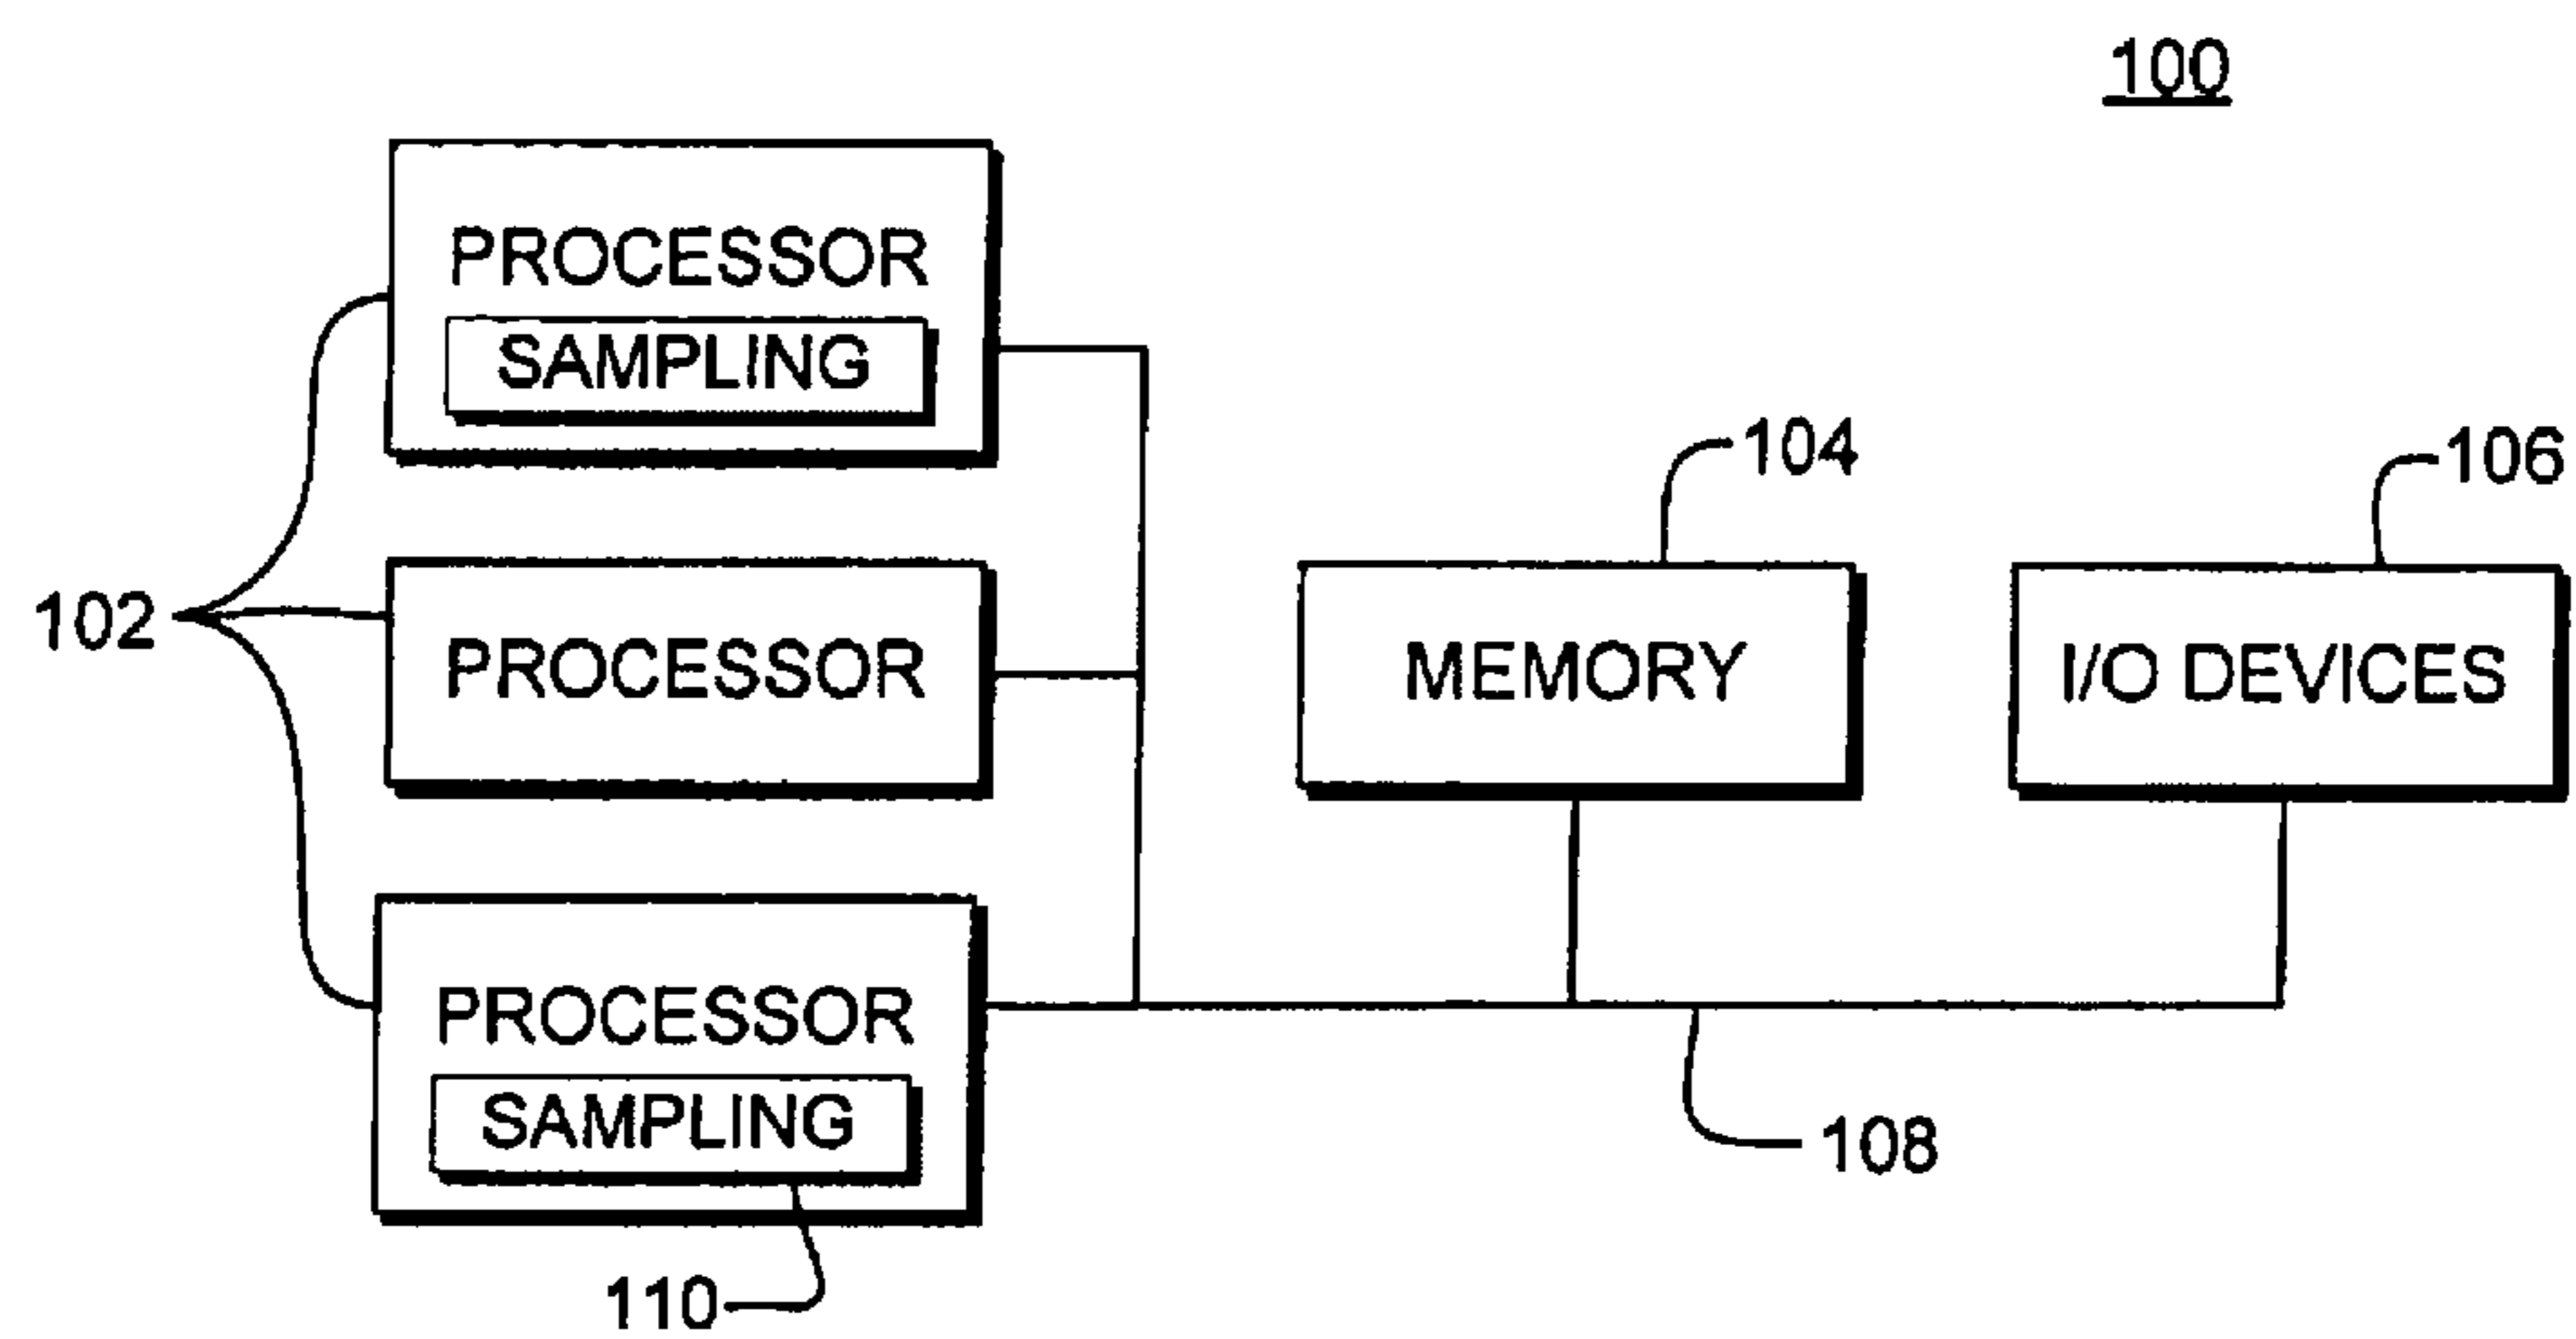 100
PROCESSOR
SAMPLING
104
106
102
PROCESSOR
MEMORY
I/O DEVICES
PROCESSOR
SAMPLING
108
110